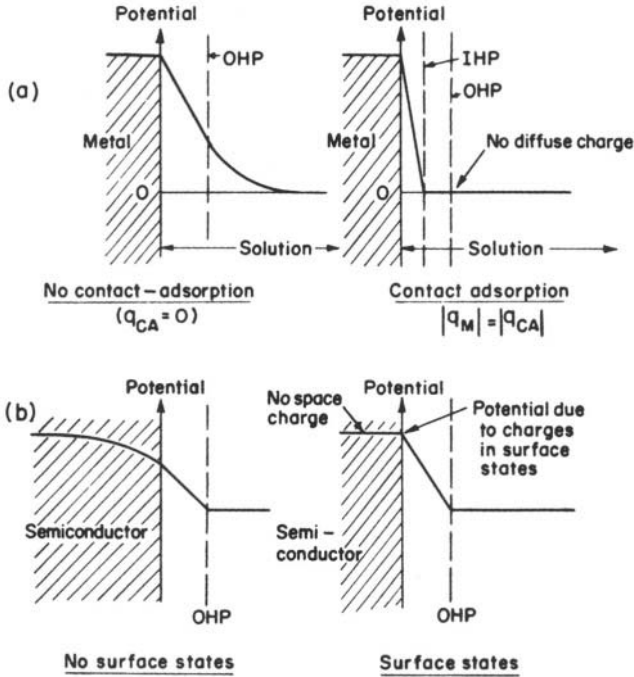 (a)
Potential
OHP
Metal
O
Solution
No contact-adsorption
(qCA = 0)
Potential
IHP
OHP
Metal
No diffuse charge
O
Solution
Contact adsorption
|qM| = |qCA|
(b)
Potential
Semiconductor
OHP
No surface states
Potential
No space
charge
Potential due
to charges
in surface
states
Semi-
conductor
OHP
Surface states